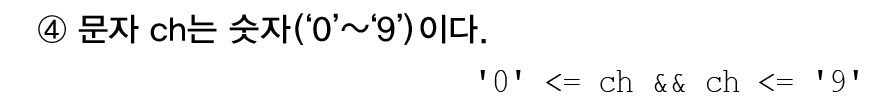 ④ 문자 ch는 숫자(‘0’~‘9’)이다.
'0' <= ch && ch <= '9'